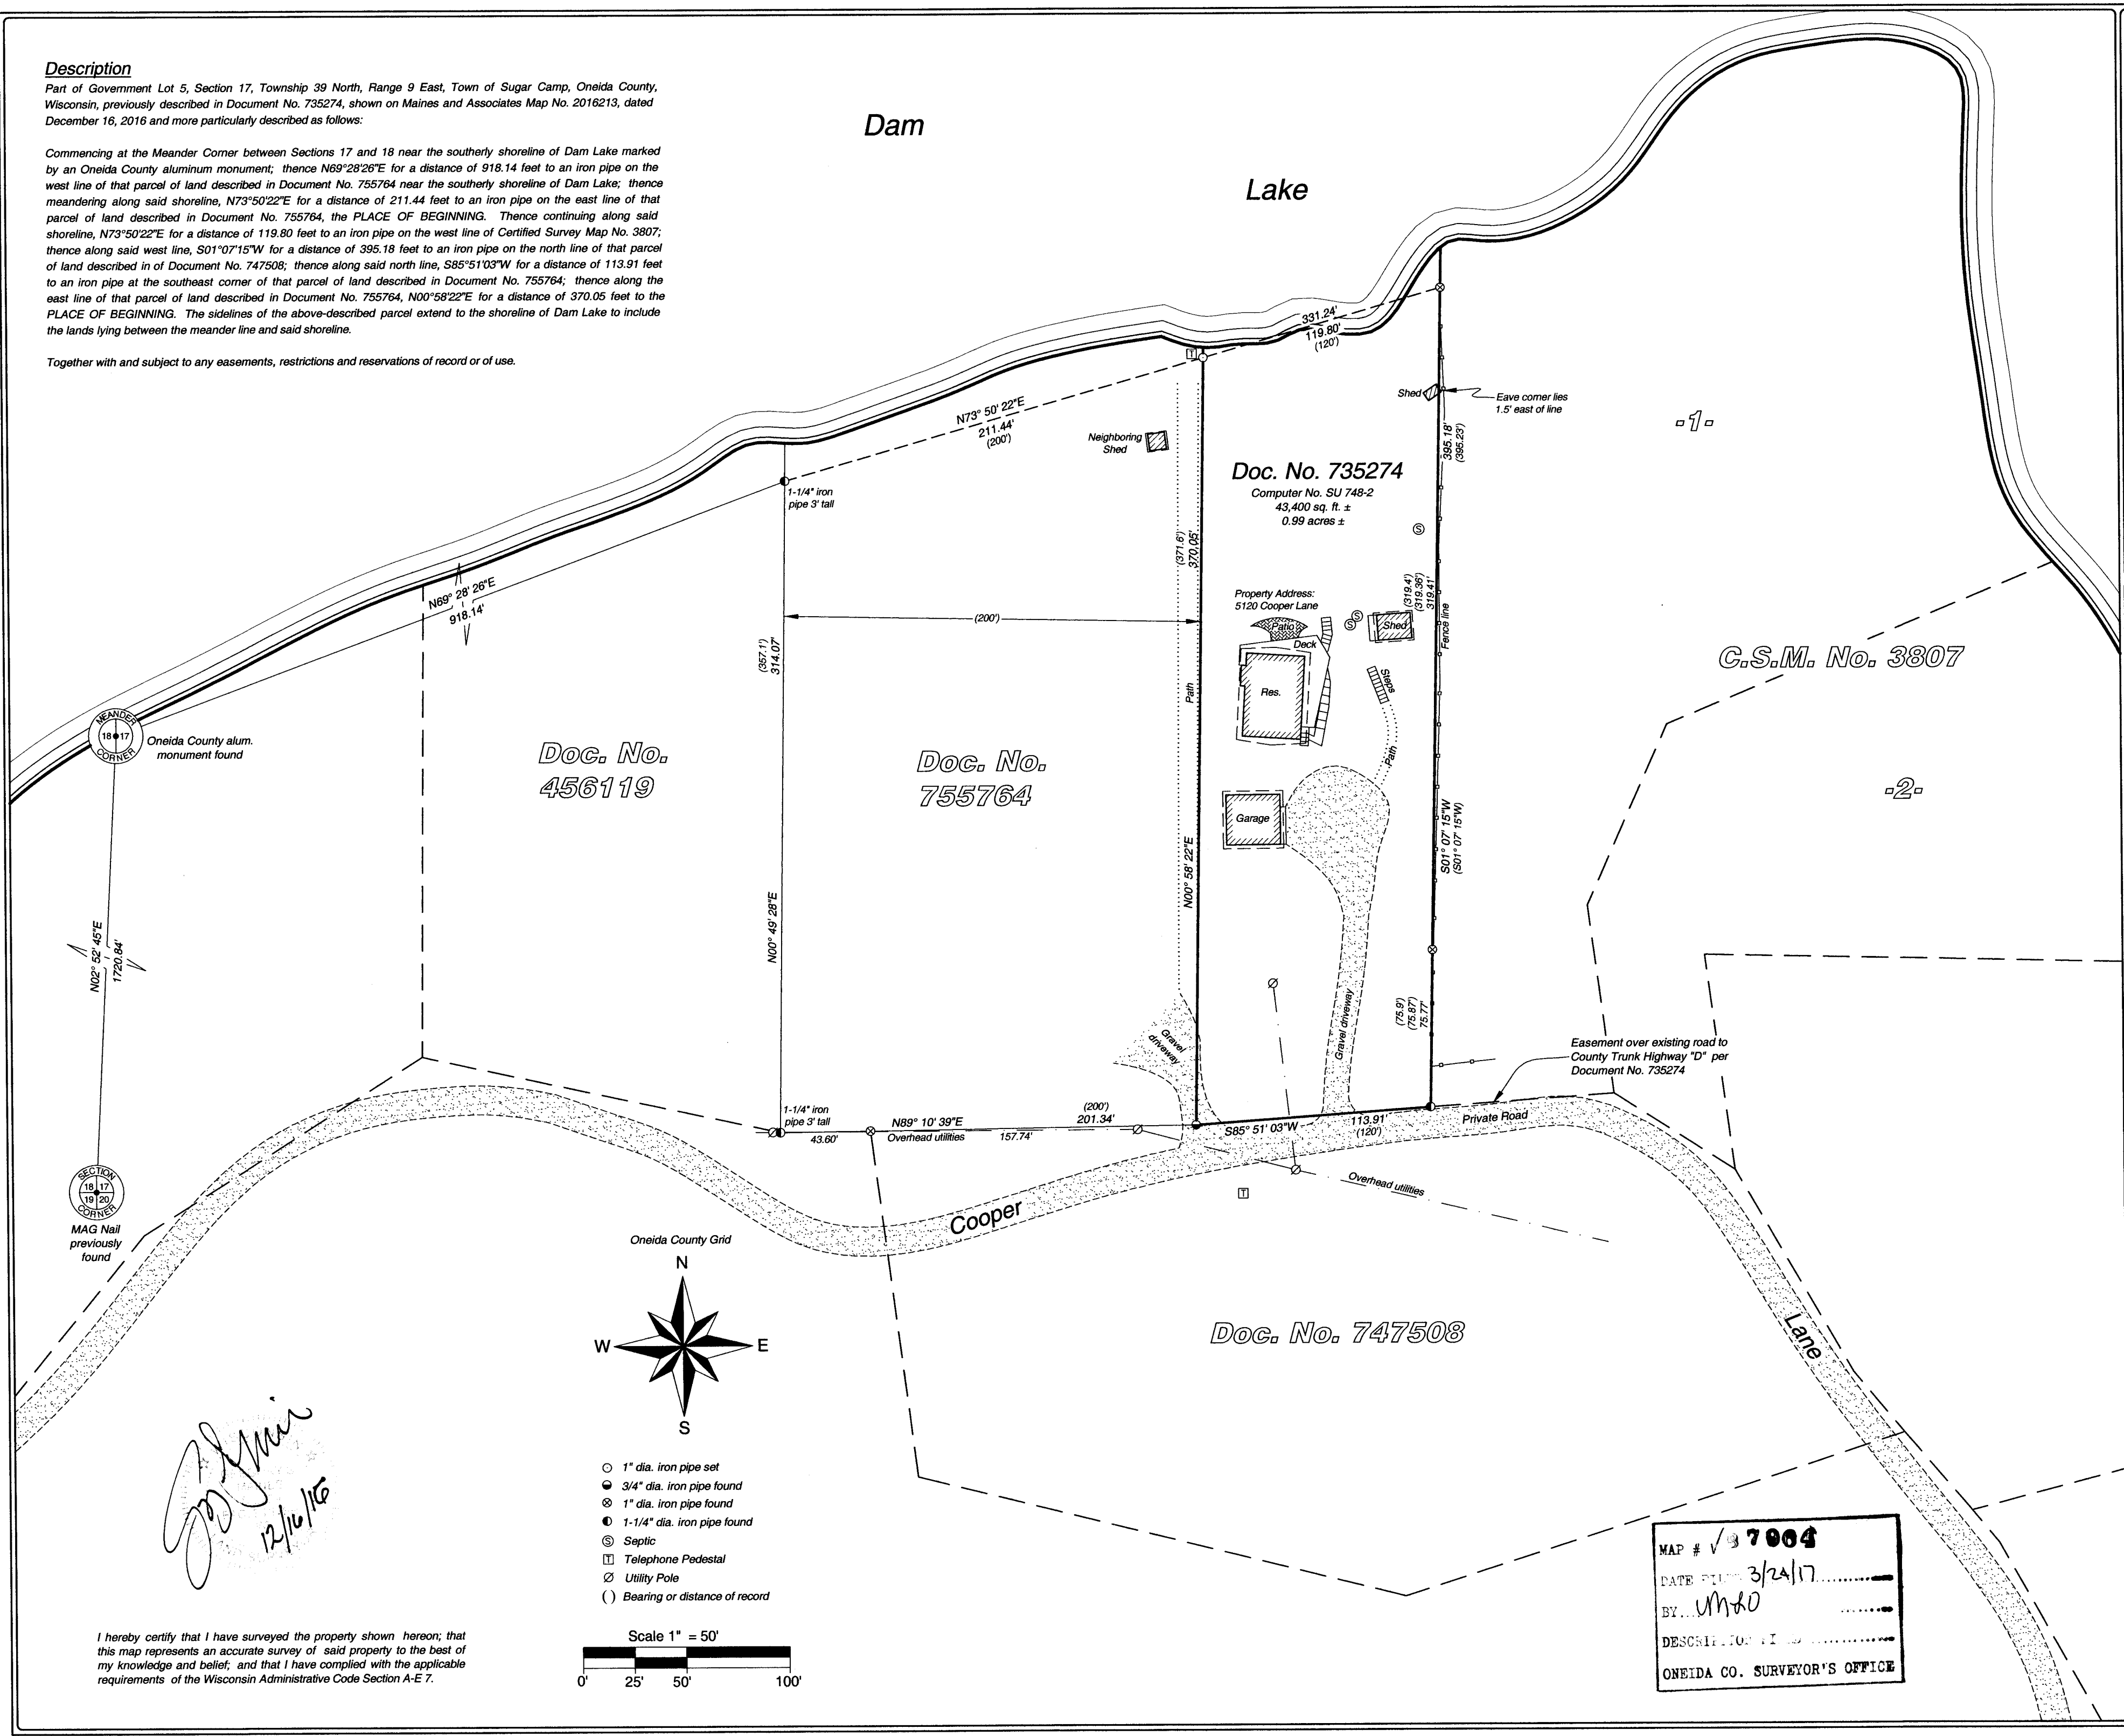 Description
Part of Government Lot 5, Section 17, Township 39 North, Range 9 East, Town of Sugar Camp, Oneida County,
Wisconsin, previously described in Document No. 735274, shown on Maines and Associates Map No. 2016213, dated
December 16, 2016 and more particularly described as follows:
Commencing at the Meander Corner between Sections 17 and 18 near the southerly shoreline of Dam Lake marked
by an Oneida County aluminum monument; thence N69°28'26"E for a distance of 918.14 feet to an iron pipe on the
west line of that parcel of land described in Document No. 755764 near the southerly shoreline of Dam Lake; thence
meandering along said shoreline, N73°50'22"E for a distance of 211.44 feet to an iron pipe on the east line of that
parcel of land described in Document No. 755764, the PLACE OF BEGINNING. Thence continuing along said
shoreline, N73°50'22"E for a distance of 119.80 feet to an iron pipe on the west line of Certified Survey Map No. 3807;
thence along said west line, S01°07'15"W for a distance of 395.18 feet to an iron pipe on the north line of that parcel
of land described in of Document No. 747508; thence along said north line, S85°51'03"W for a distance of 113.91 feet
to an iron pipe at the southeast corner of that parcel of land described in Document No. 755764; thence along the
east line of that parcel of land described in Document No. 755764, N00°58'22"E for a distance of 370.05 feet to the
PLACE OF BEGINNING. The sidelines of the above-described parcel extend to the shoreline of Dam Lake to include
the lands lying between the meander line and said shoreline.
Together with and subject to any easements, restrictions and reservations of record or of use.
Dam
Lake
331.24'
119.80'
(120')
T
N73° 50' 22"E
211.44'
(200')
Neighboring
Shed
Shed
Eave corner lies
1.5' east of line
395.18'
(395.23')
-1-
Doc. No. 735274
Computer No. SU 748-2
43,400 sq. ft. ±
0.99 acres ±
1-1/4" iron
pipe 3' tall
(371.6')
370.05'
S
N69° 28' 26"E
918.14'
(200')
(357.1')
314.07'
Property Address:
5120 Cooper Lane
Patio
Deck
Res.
S
S
Shed
(319.4')
(319.36')
319.41'
Fence line
Steps
Path
Path
C.S.M. No. 3807
-2-
MEANDER
18 17
CORNER
Oneida County alum.
monument found
Doc. No.
456119
Doc. No.
755764
Garage
N00° 49' 28"E
N00° 58' 22"E
S01° 07' 15"W
(S01° 07' 15"W)
N02° 52' 45"E
1720.84'
Gravel
driveway
Gravel driveway
(75.9')
(75.87')
75.77'
Easement over existing road to
County Trunk Highway "D" per
Document No. 735274
1-1/4" iron
pipe 3' tall
43.60'
N89° 10' 39"E
Overhead utilities
157.74'
(200')
201.34'
S85° 51' 03"W
113.91'
(120')
Private Road
Overhead utilities
T
SECTION
18 17
19 20
CORNER
MAG Nail
previously
found
Cooper
Lane
Oneida County Grid
N
W
E
S
Doc. No. 747508
1" dia. iron pipe set
3/4" dia. iron pipe found
1" dia. iron pipe found
1-1/4" dia. iron pipe found
S Septic
T Telephone Pedestal
Utility Pole
( ) Bearing or distance of record
12/16/16
I hereby certify that I have surveyed the property shown hereon; that
this map represents an accurate survey of said property to the best of
my knowledge and belief; and that I have complied with the applicable
requirements of the Wisconsin Administrative Code Section A-E 7.
Scale 1" = 50'
0' 25' 50' 100'
MAP #
DATE 3/24/17
BY
ONEIDA CO. SURVEYOR'S OFFICE